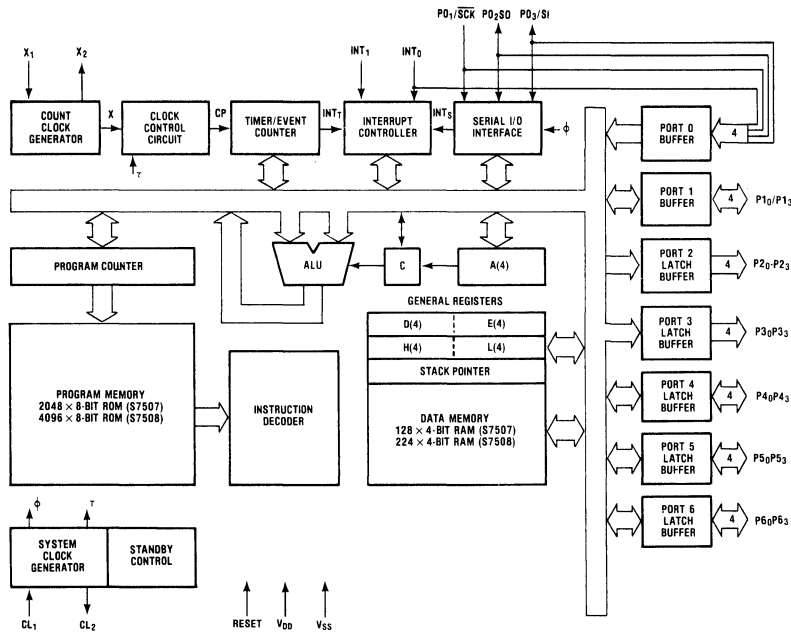 PO₁/SCK PO₂SO PO₃/SI
X₁ X₂ INT₁ INT₀
COUNT
CLOCK
GENERATOR
X
CLOCK
CONTROL
CIRCUIT
τ
CP
TIMER/EVENT
COUNTER
INT_T
INTERRUPT
CONTROLLER
INT_S
SERIAL I/O
INTERFACE
ϕ
PORT 0
BUFFER
4
PORT 1
BUFFER
4
P1₀/P1₃
PROGRAM COUNTER
ALU
C
A(4)
PORT 2
LATCH
BUFFER
4
P2₀-P2₃
GENERAL REGISTERS
D(4) E(4)
H(4) L(4)
STACK POINTER
DATA MEMORY
128 × 4-BIT RAM (S7507)
224 × 4-BIT RAM (S7508)
PORT 3
LATCH
BUFFER
4
P3₀P3₃
PROGRAM MEMORY
2048 × 8-BIT ROM (S7507)
4096 × 8-BIT ROM (S7508)
INSTRUCTION
DECODER
PORT 4
LATCH
BUFFER
4
P4₀P4₃
PORT 5
LATCH
BUFFER
4
P5₀P5₃
PORT 6
LATCH
BUFFER
4
P6₀P6₃
ϕ τ
SYSTEM
CLOCK
GENERATOR
STANDBY
CONTROL
CL₁ CL₂ RESET V_DD V_SS